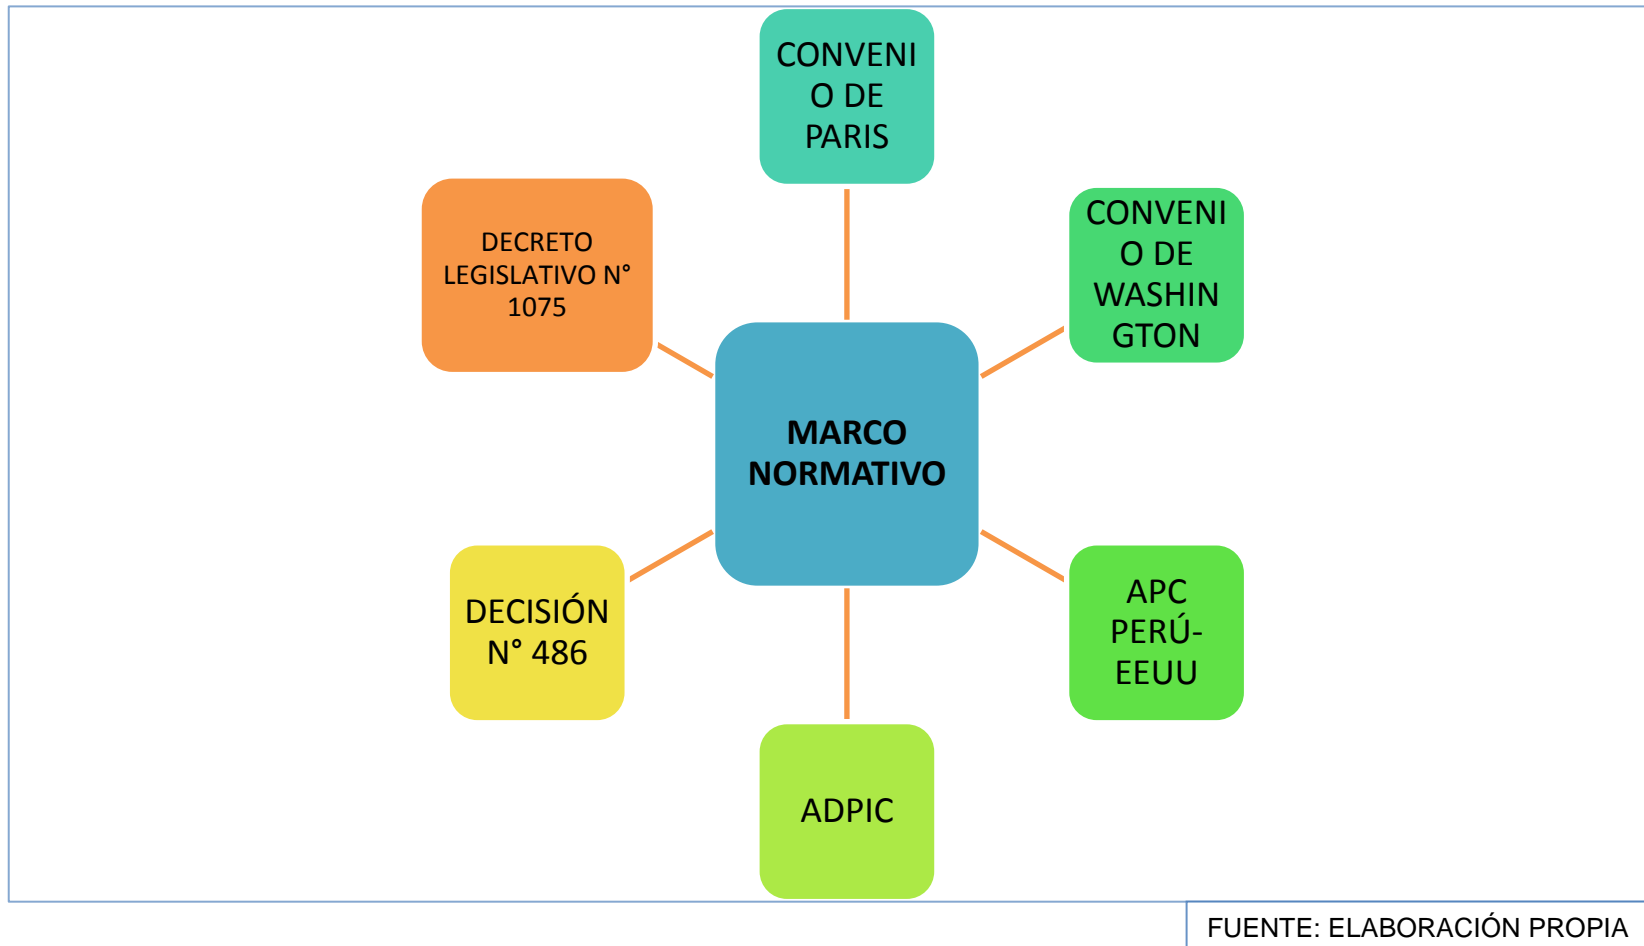 CONVENI
O DE
PARIS
CONVENI
O DE
WASHIN
GTON
DECRETO
LEGISLATIVO N°
1075
MARCO
NORMATIVO
DECISIÓN
N° 486
APC
PERÚ-
EEUU
ADPIC
FUENTE: ELABORACIÓN PROPIA